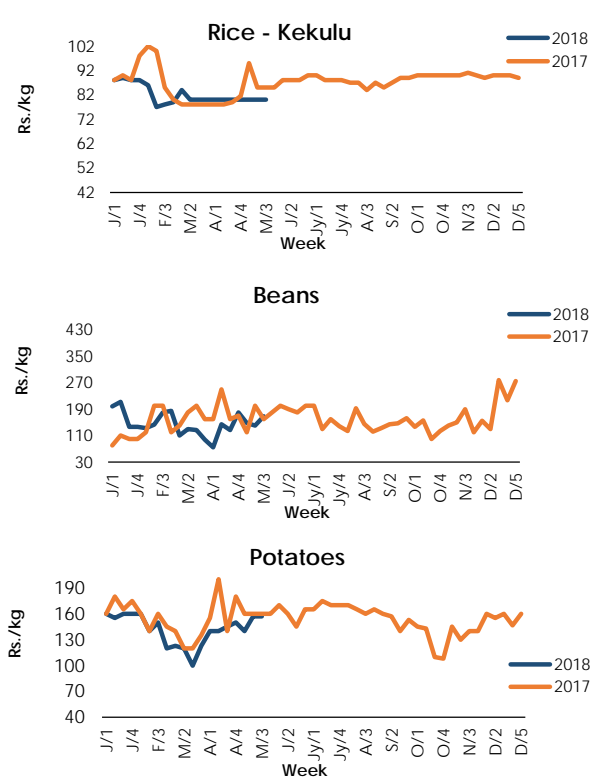 Rice - Kekulu
2018
2017
Rs./kg
102
92
82
72
62
52
42
J/1 J/4 F/3 M/2 A/1 A/4 M/3 J/2 Jy/1 Jy/4 A/3 S/2 O/1 O/4 N/3 D/2 D/5
Week
Beans
2018
2017
Rs./kg
430
350
270
190
110
30
J/1 J/4 F/3 M/2 A/1 A/4 M/3 J/2 Jy/1 Jy/4 A/3 S/2 O/1 O/4 N/3 D/2 D/5
Week
Potatoes
Rs./kg
190
160
130
100
70
40
2018
2017
J/1 J/4 F/3 M/2 A/1 A/4 M/3 J/2 Jy/1 Jy/4 A/3 S/2 O/1 O/4 N/3 D/2 D/5
Week